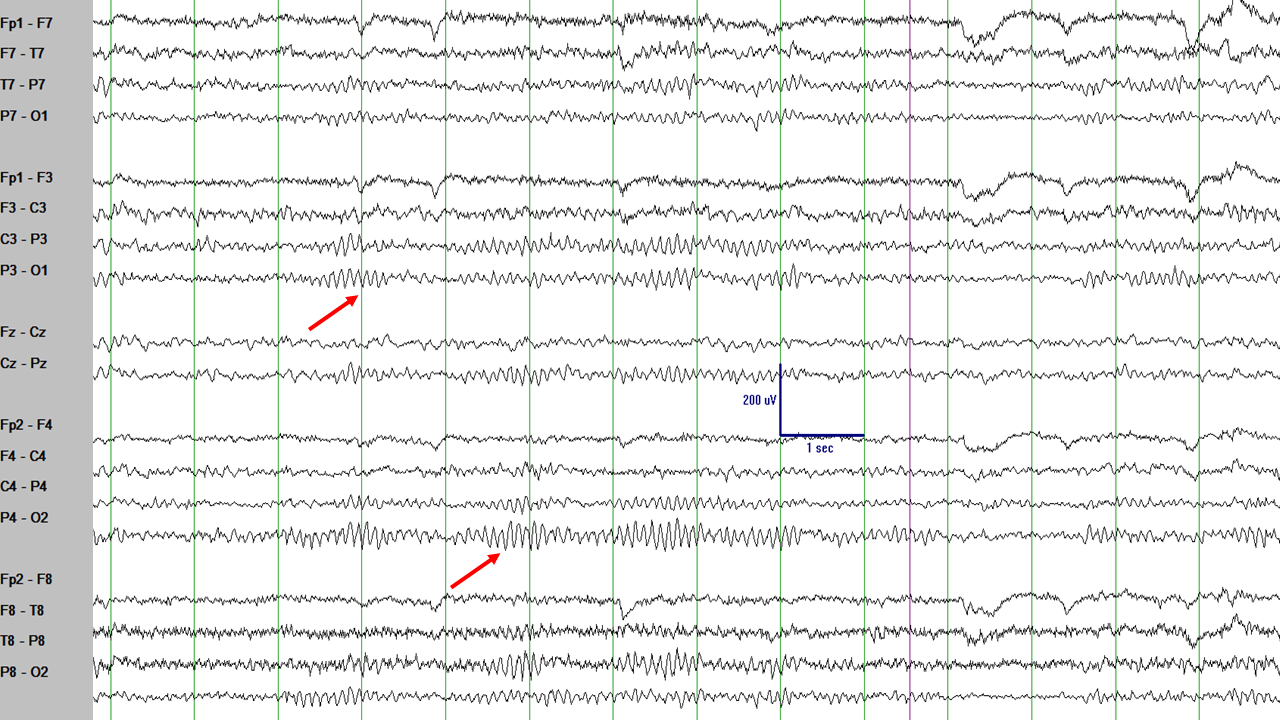 Fp1 - F7
F7 - T7
T7 - P7
P7 - O1
Fp1 - F3
F3 - C3
C3 - P3
P3 - O1
Fz - Cz
Cz - Pz
200 uV
Fp2 - F4
1 sec
F4 - C4
C4 - P4
P4 - O2
Fp2 - F8
F8 - T8
T8 - P8
P8 - O2